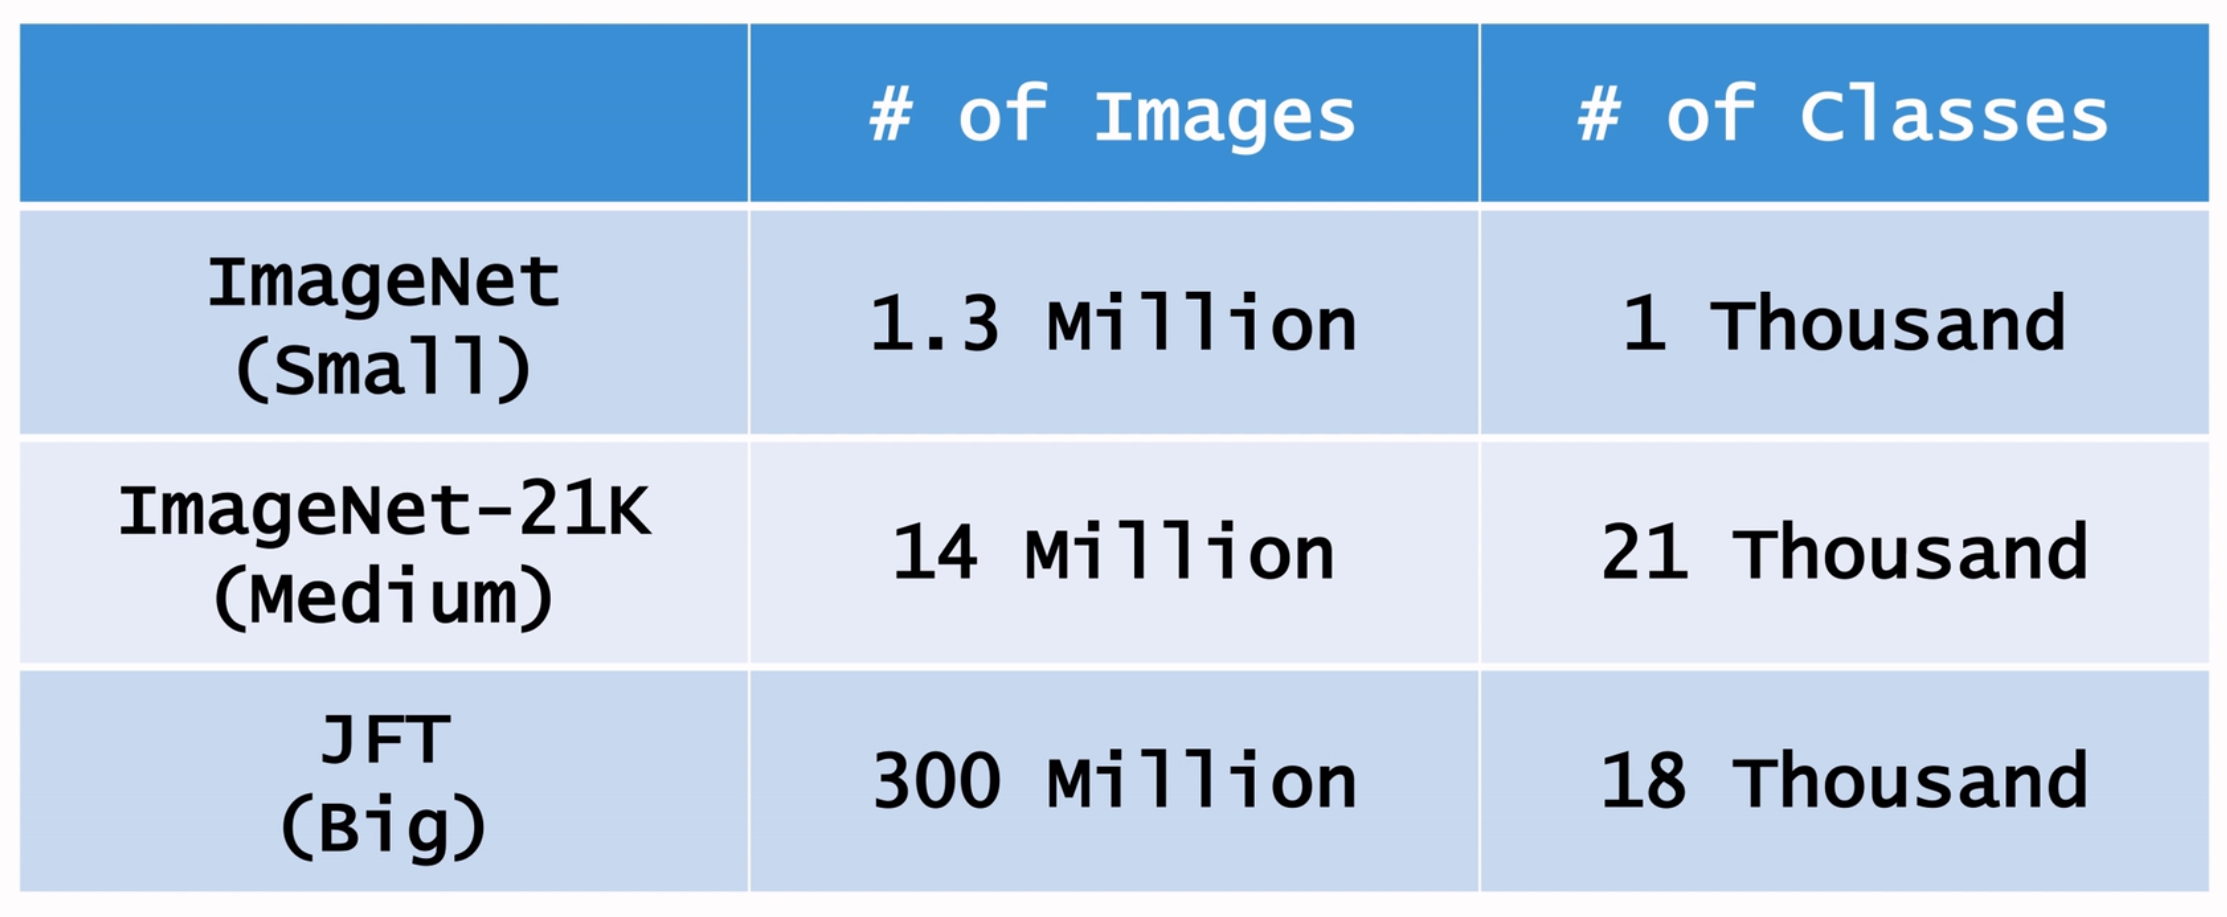 # of Images
# of Classes
ImageNet
(Small)
1.3 Million
1 Thousand
ImageNet-21K
(Medium)
14 Million
21 Thousand
JFT
(Big)
300 Million
18 Thousand